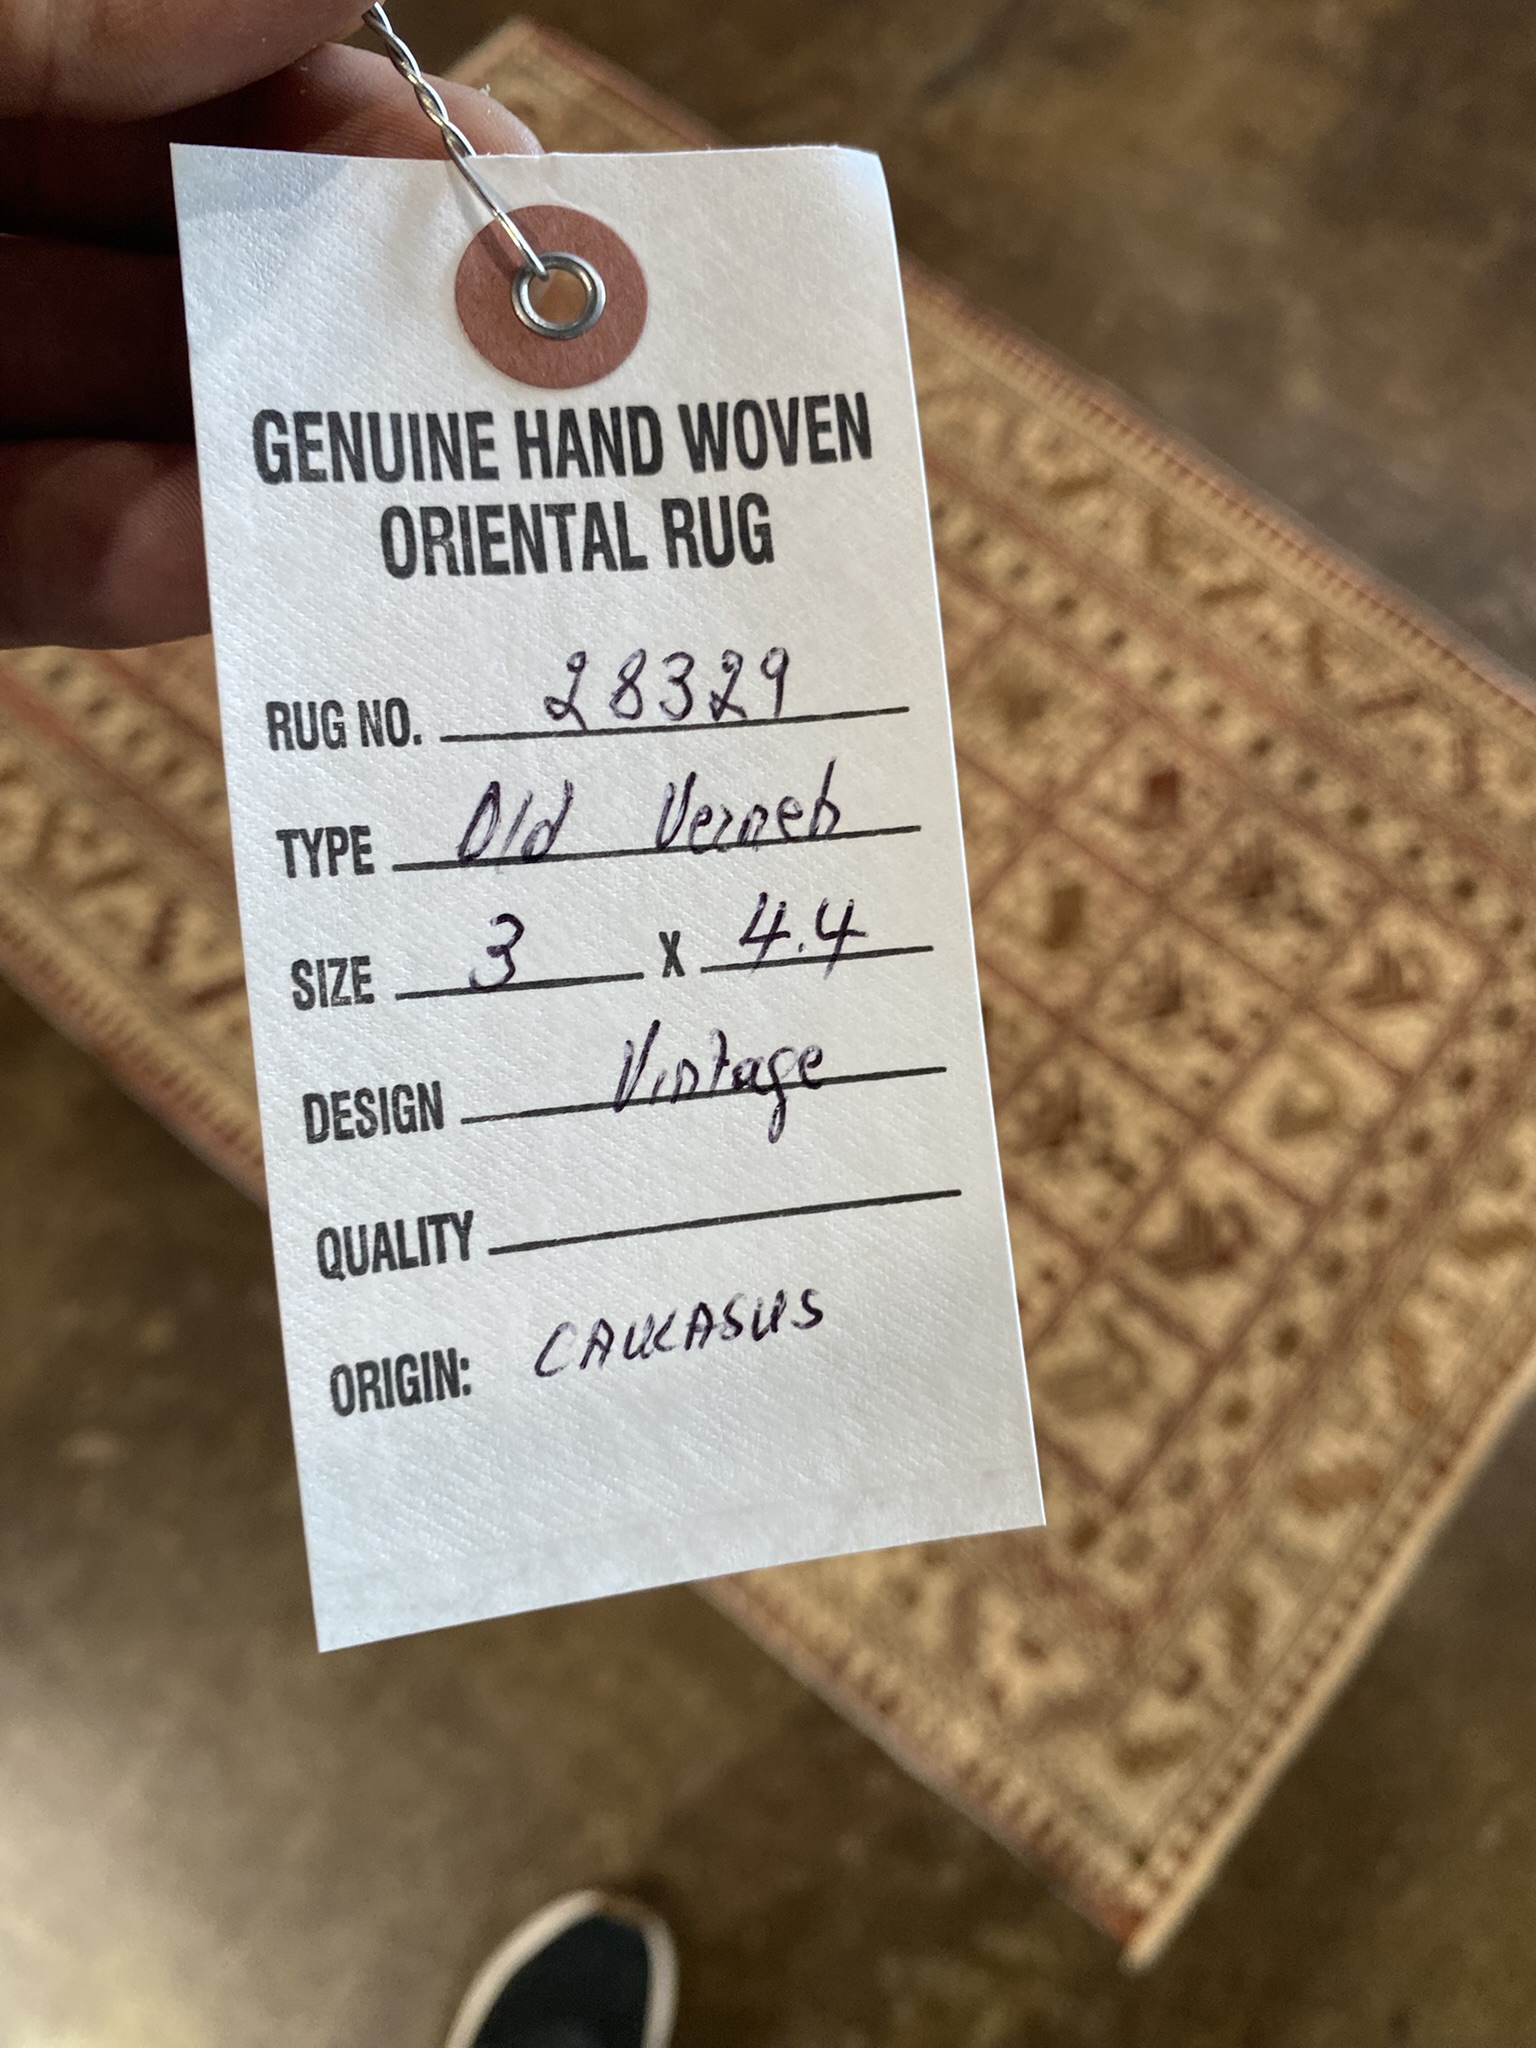 GENUINE HAND WOVEN
ORIENTAL RUG
RUG NO. 28329
TYPE Old Verneh
SIZE 3 X 4.4
DESIGN Vintage
QUALITY
ORIGIN: CAUCASUS